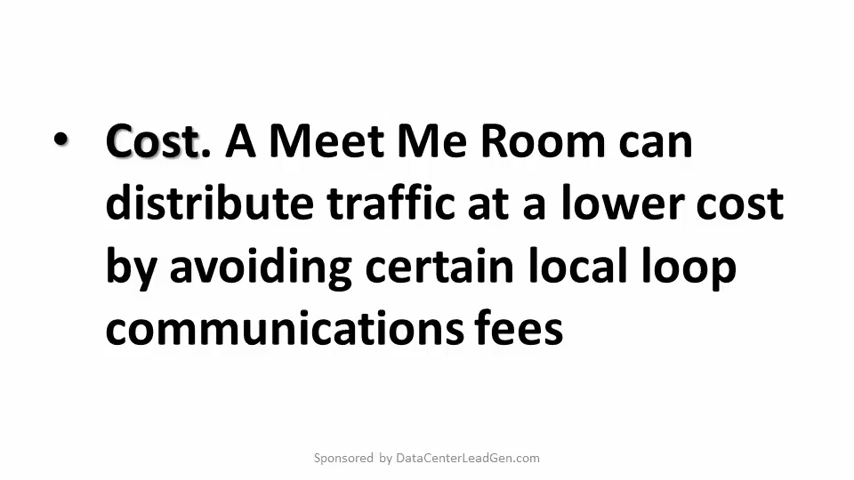 • Cost. A Meet Me Room can
distribute traffic at a lower cost
by avoiding certain local loop
communications fees
Sponsored by DataCenterLeadGen.com